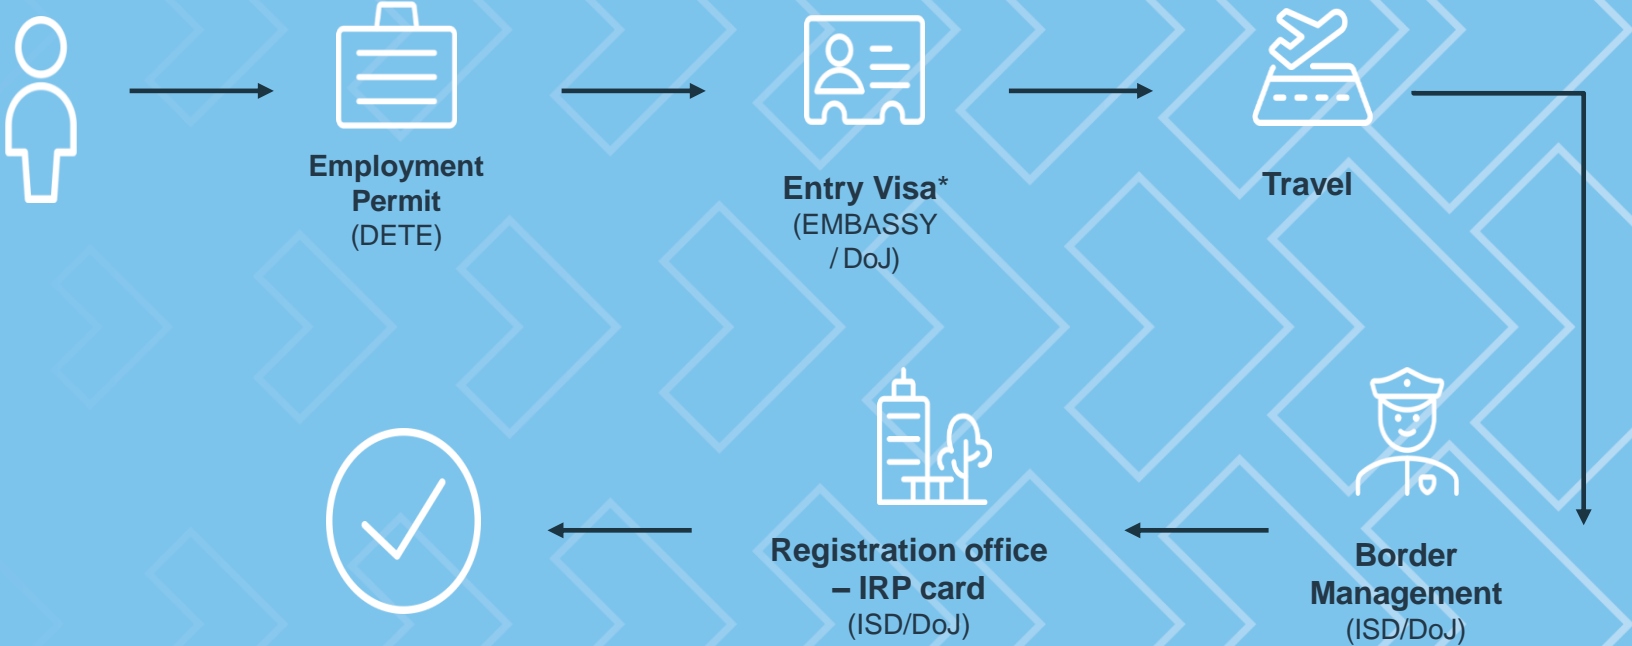 Employment
Permit
(DETE)
Entry Visa*
(EMBASSY
/ DoJ)
Travel
Border
Management
(ISD/DoJ)
Registration office
– IRP card
(ISD/DoJ)